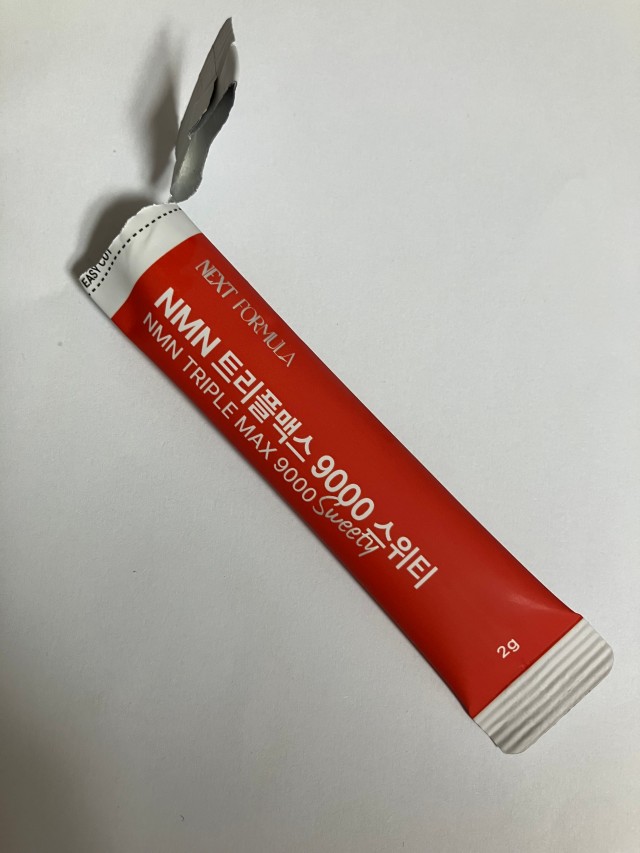 EASY CUT
NEXT FORMULA
NMN 트리플맥스 9000 스위티
NMN TRIPLE MAX 9000 Sweety
2g